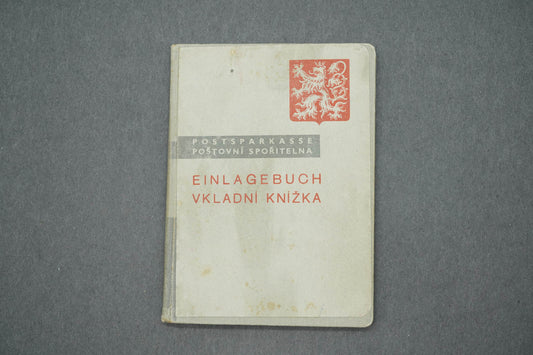 POSTSPARKASSE
POŠTOVNÍ SPOŘITELNA
EINLAGEBUCH
VKLADNÍ KNÍŽKA